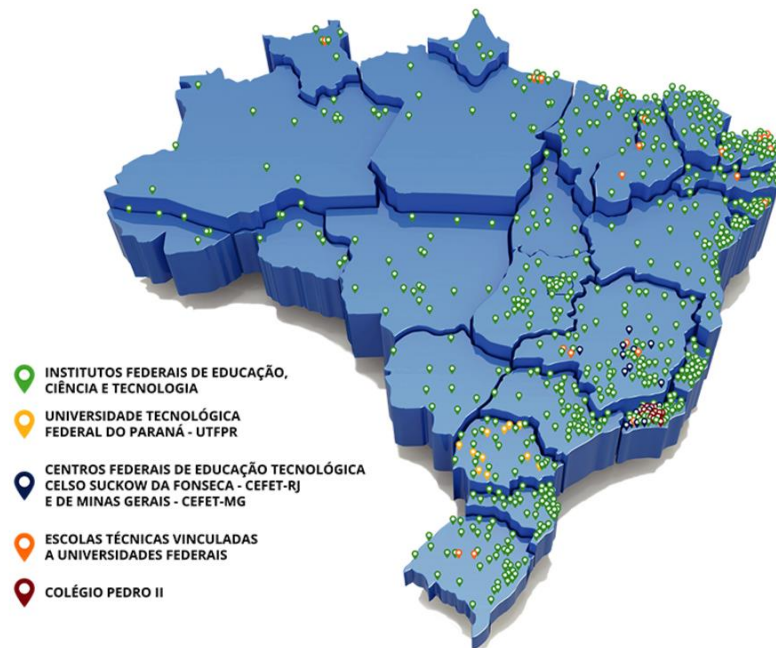 INSTITUTOS FEDERAIS DE EDUCAÇÃO,
CIÊNCIA E TECNOLOGIA
UNIVERSIDADE TECNOLÓGICA
FEDERAL DO PARANÁ - UTFPR
CENTROS FEDERAIS DE EDUCAÇÃO TECNOLÓGICA
CELSO SUCKOW DA FONSECA - CEFET-RJ
E DE MINAS GERAIS - CEFET-MG
ESCOLAS TÉCNICAS VINCULADAS
A UNIVERSIDADES FEDERAIS
COLÉGIO PEDRO II